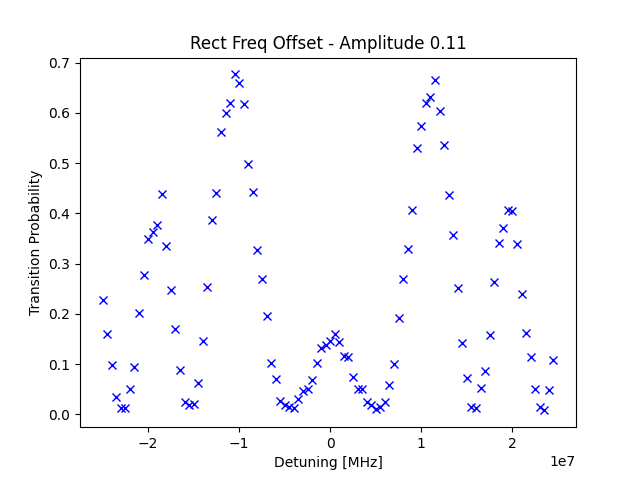 Rect Freq Offset - Amplitude 0.11
Transition Probability
0.7
0.6
0.5
0.4
0.3
0.2
0.1
0.0
−2 −1 0 1 2
1e7
Detuning [MHz]